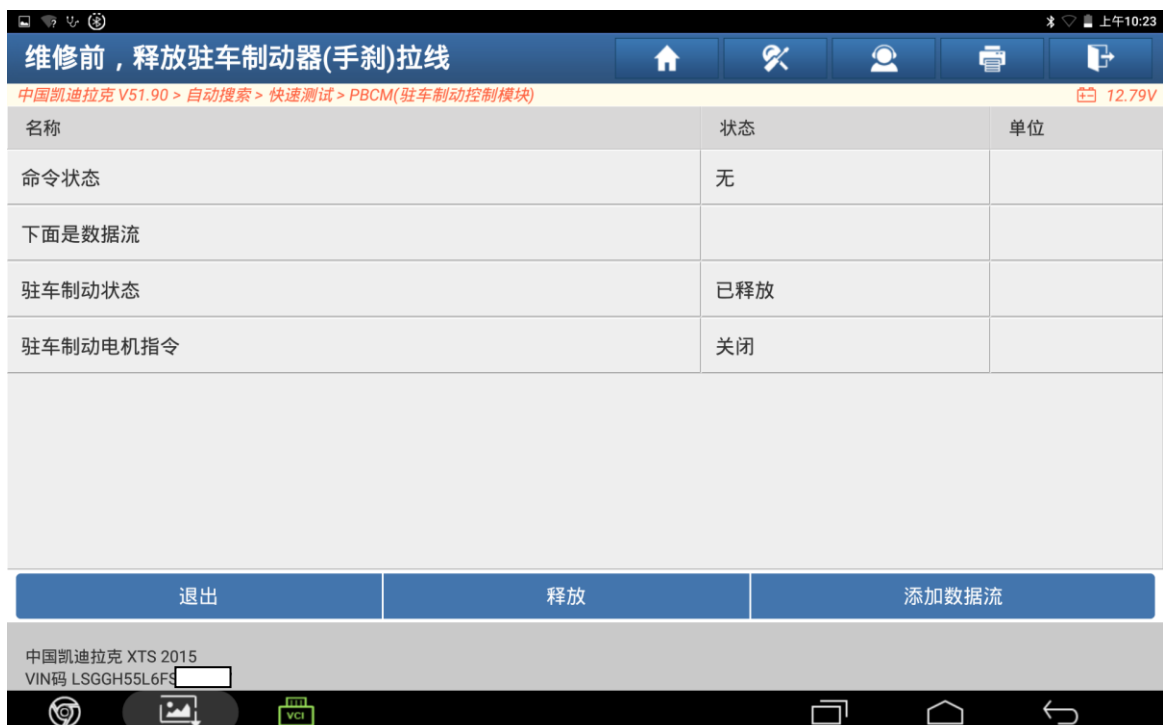 上午10:23
维修前，释放驻车制动器(手刹)拉线
中国凯迪拉克 V51.90 > 自动搜索 > 快速测试 > PBCM(驻车制动控制模块)
12.79V
名称 状态 单位
命令状态 无
下面是数据流
驻车制动状态 已释放
驻车制动电机指令 关闭
退出 释放 添加数据流
中国凯迪拉克 XTS 2015
VIN码 LSGGH55L6FS
VCI